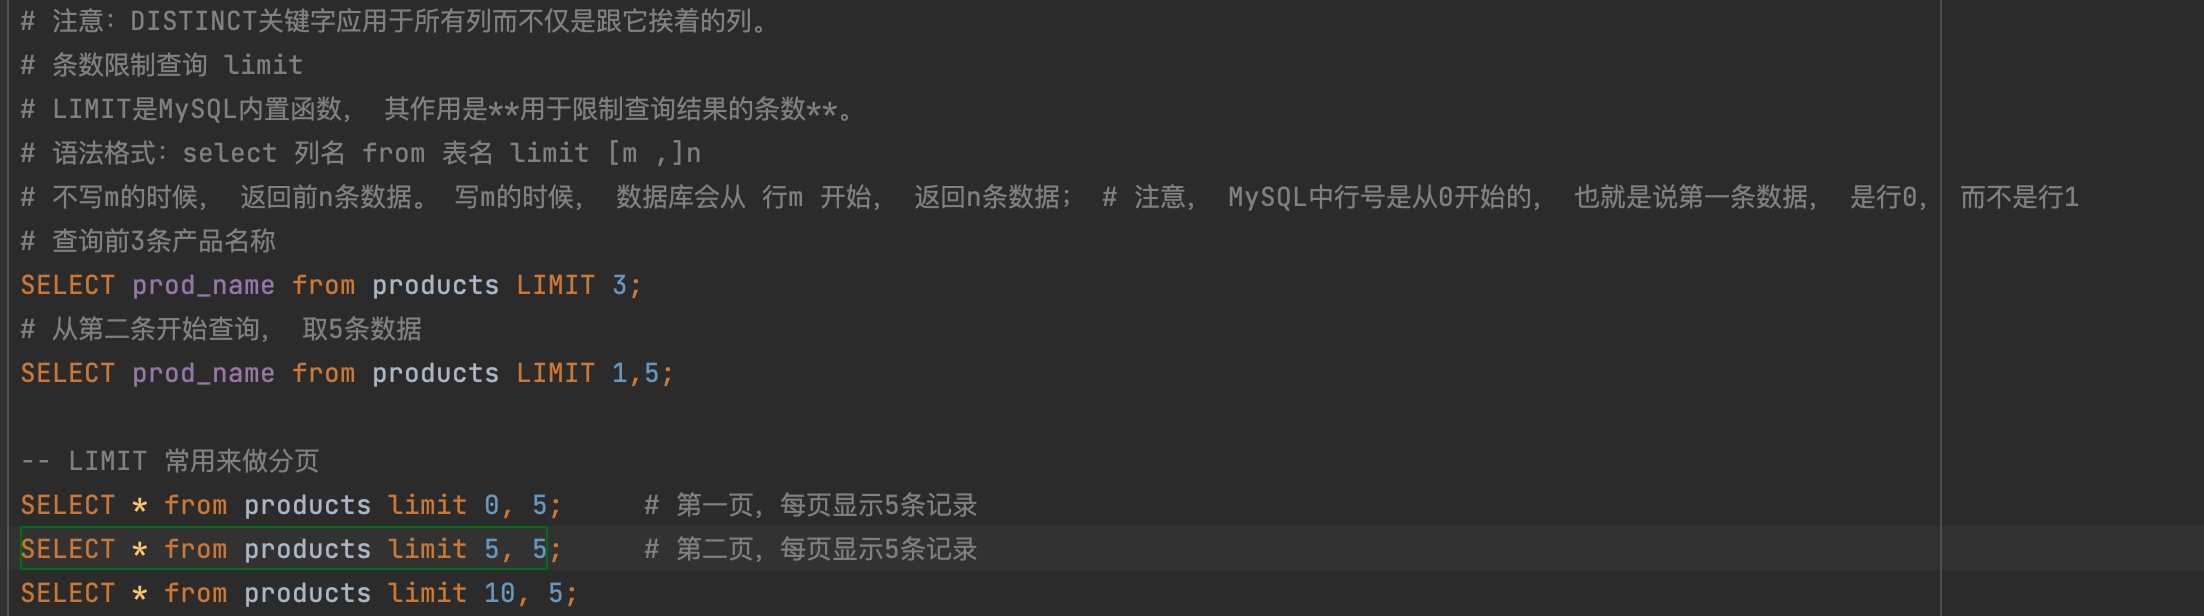 # 注意：DISTINCT关键字应用于所有列而不仅是跟它挨着的列。
# 条数限制查询 limit
# LIMIT是MySQL内置函数， 其作用是**用于限制查询结果的条数**。
# 语法格式：select 列名 from 表名 limit [m ,]n
# 不写m的时候， 返回前n条数据。 写m的时候， 数据库会从 行m 开始， 返回n条数据； # 注意， MySQL中行号是从0开始的， 也就是说第一条数据， 是行0， 而不是行1
# 查询前3条产品名称
SELECT prod_name from products LIMIT 3;
# 从第二条开始查询， 取5条数据
SELECT prod_name from products LIMIT 1,5;
-- LIMIT 常用来做分页
SELECT * from products limit 0, 5;     # 第一页，每页显示5条记录
SELECT * from products limit 5, 5;     # 第二页，每页显示5条记录
SELECT * from products limit 10, 5;